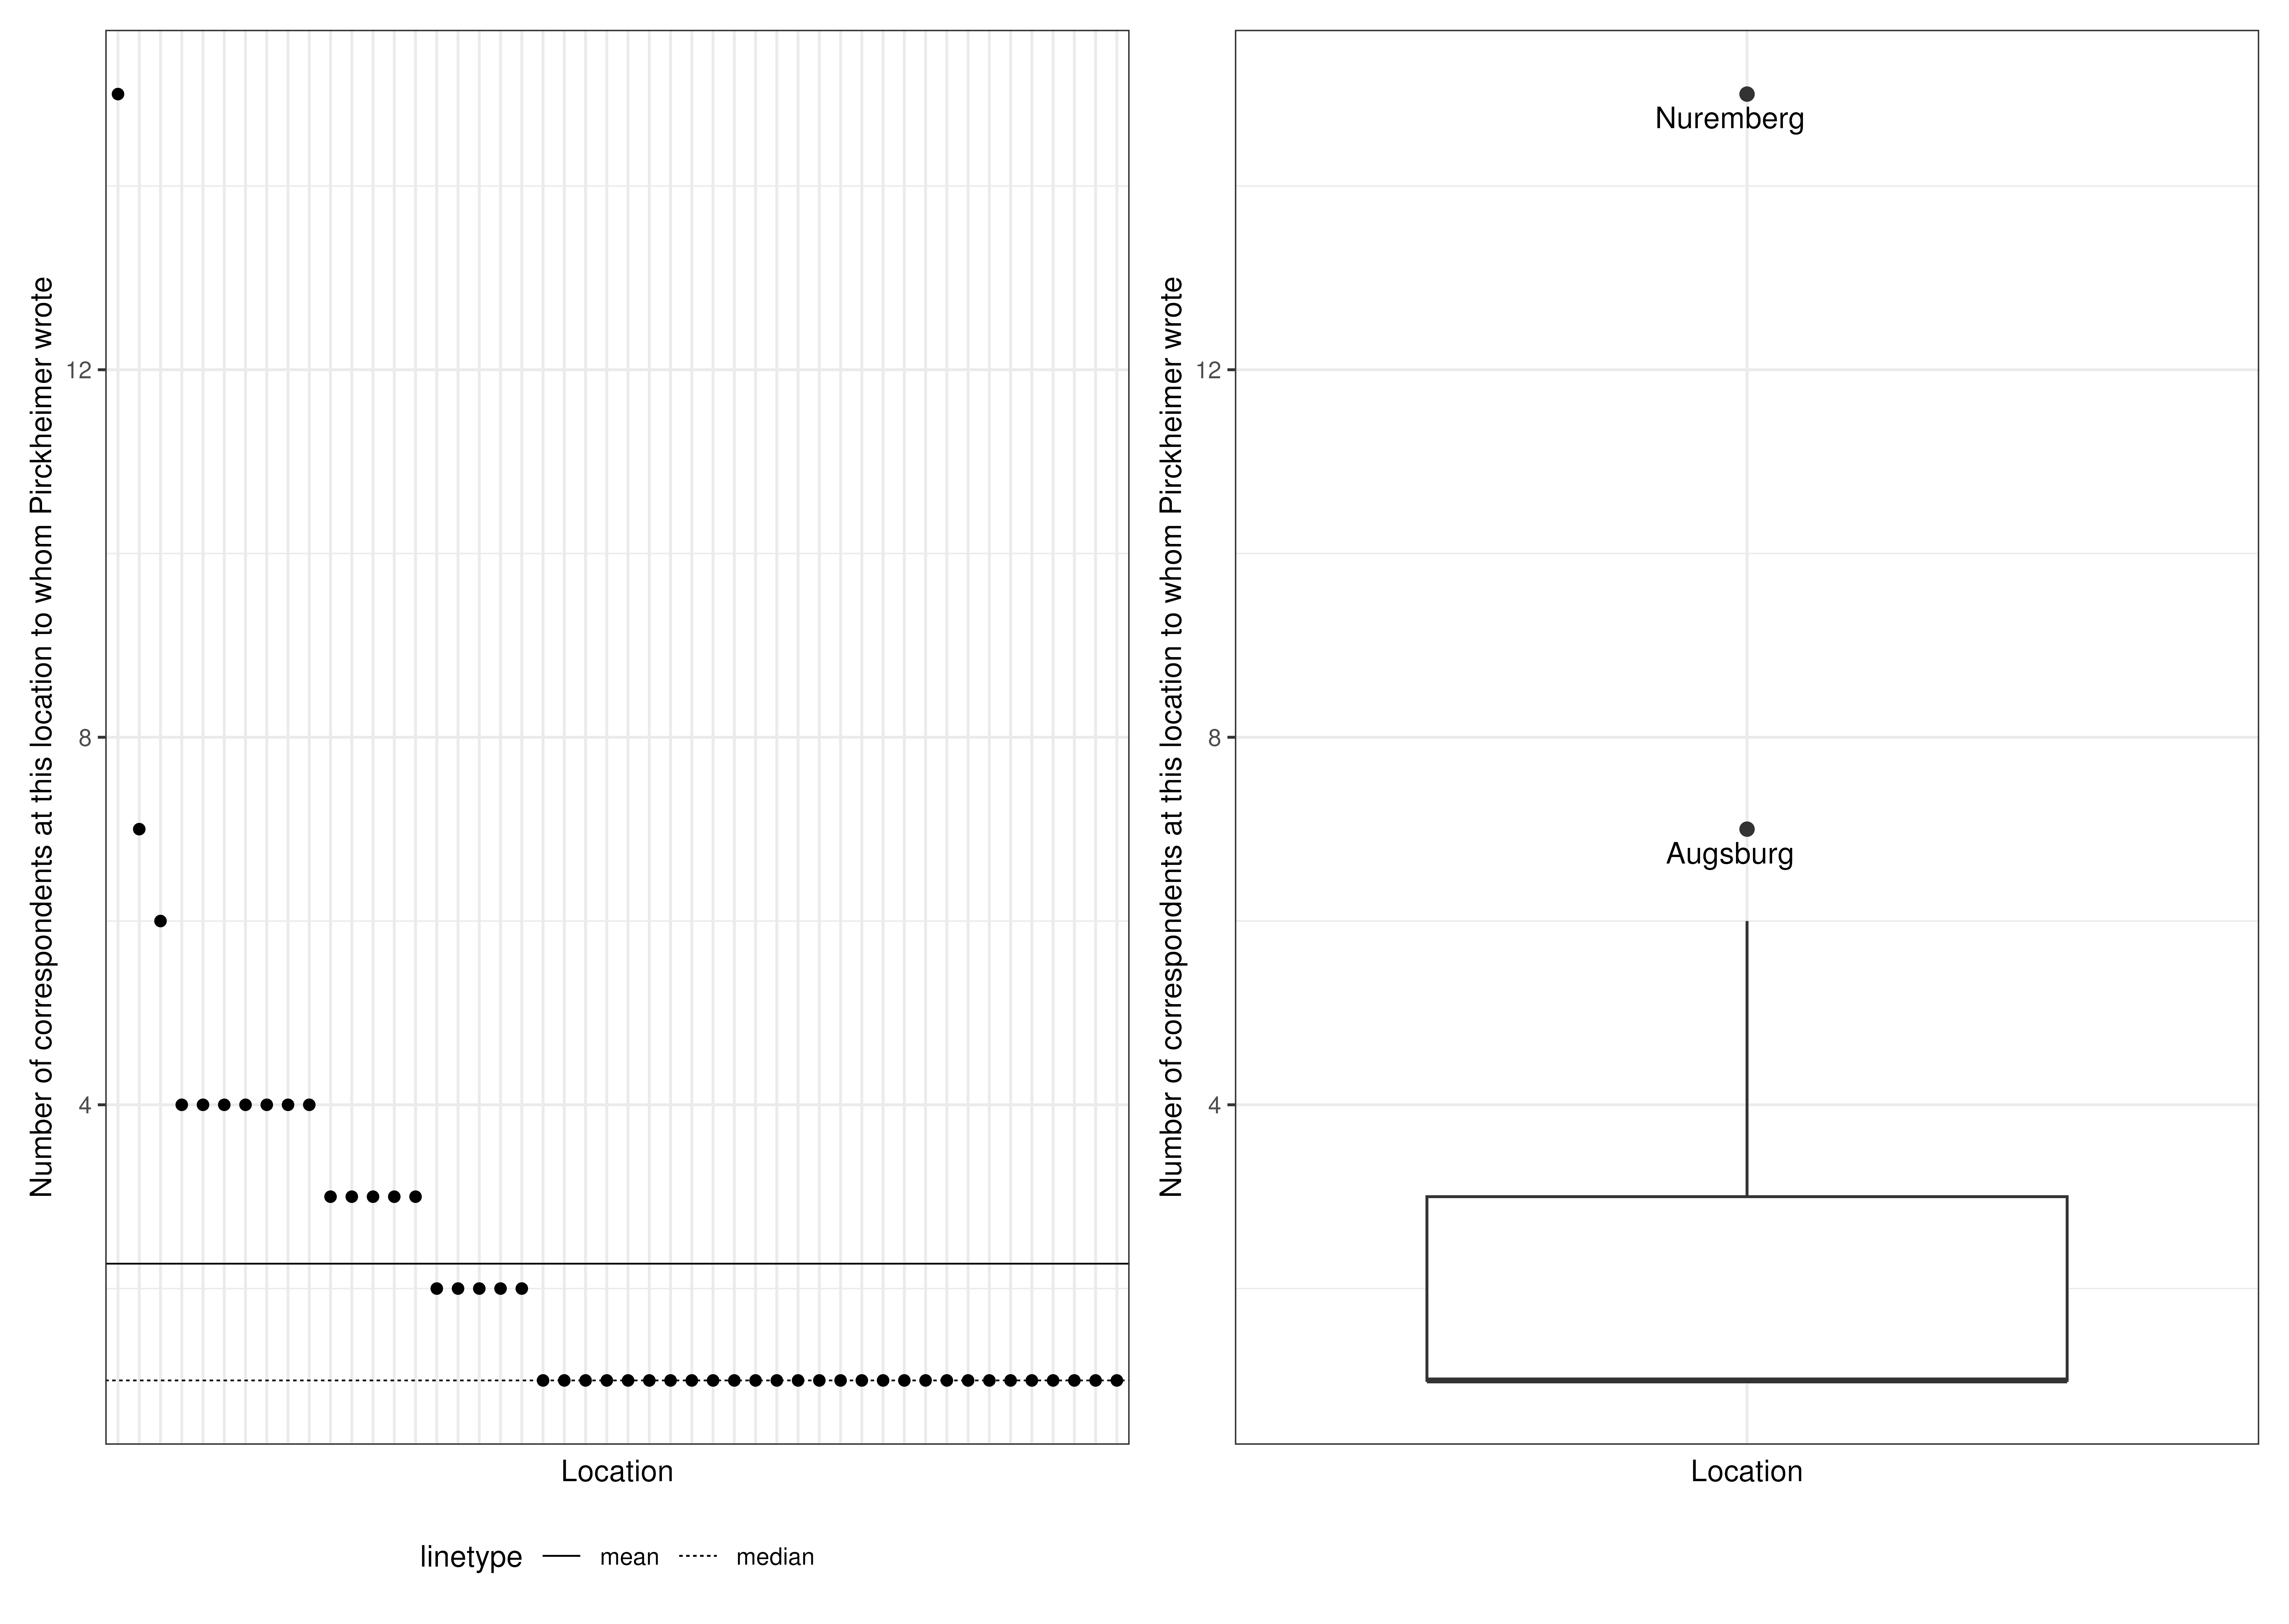 Number of correspondents at this location to whom Pirckheimer wrote
12
8
4
Location
linetype mean median
Number of correspondents at this location to whom Pirckheimer wrote
12
8
4
Nuremberg
Augsburg
Location